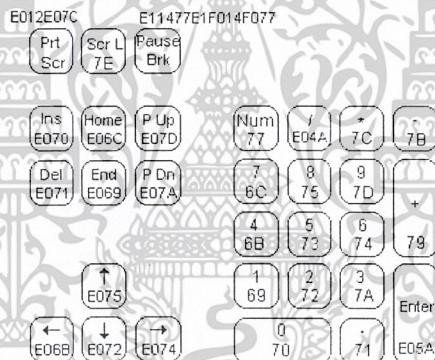 E012E07C E11477E1F014F077
Prt Scr L Pause
Scr 7E Brk
Ins Home P Up Num / * -
E070 E06C E07D 77 E04A 7C 7B
Del End P Dn 7 8 9
E071 E069 E07A 6C 75 7D
+
4 5 6
6B 73 74 79
↑ 1 2 3
E075 69 72 7A
Enter
← ↓ → 0 .
E06B E072 E074 70 71 E05A